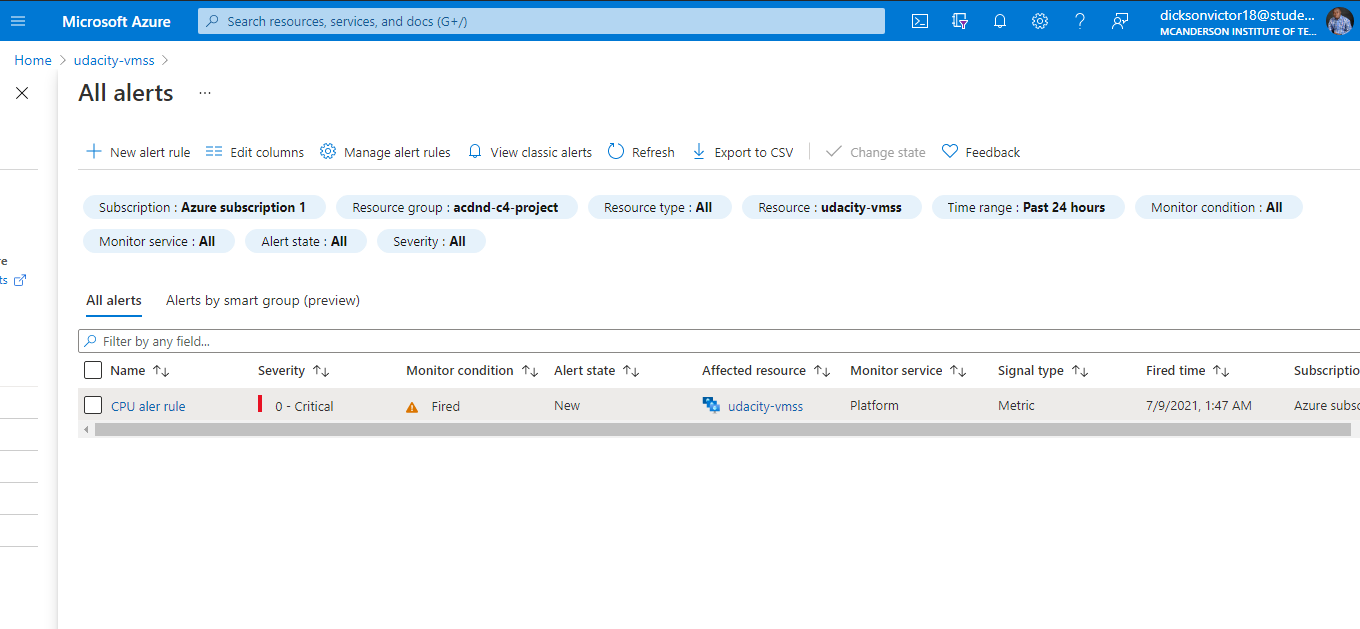 Microsoft Azure
Search resources, services, and docs (G+/)
dicksonvictor18@stude...
MCANDERSON INSTITUTE OF TE...
Home > udacity-vmss >
All alerts ...
New alert rule Edit columns Manage alert rules View classic alerts Refresh Export to CSV Change state Feedback
Subscription : Azure subscription 1 Resource group : acdnd-c4-project Resource type : All Resource : udacity-vmss Time range : Past 24 hours Monitor condition : All
Monitor service : All Alert state : All Severity : All
re
ts
All alerts Alerts by smart group (preview)
Filter by any field...
Name Severity Monitor condition Alert state Affected resource Monitor service Signal type Fired time Subscriptio
CPU aler rule 0 - Critical Fired New udacity-vmss Platform Metric 7/9/2021, 1:47 AM Azure subsc